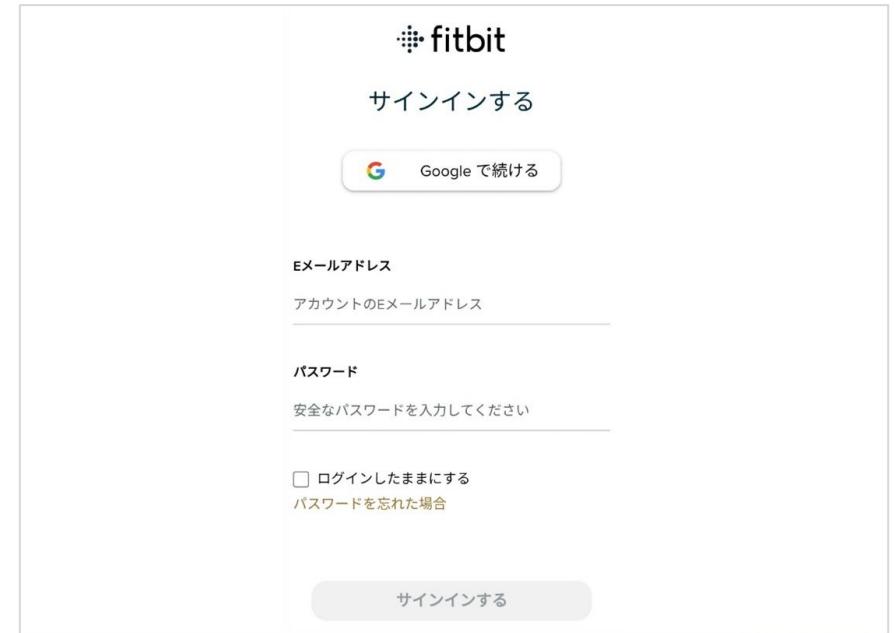 fitbit
サインインする
Google で続ける
Eメールアドレス
アカウントのEメールアドレス
パスワード
安全なパスワードを入力してください
ログインしたままにする
パスワードを忘れた場合
サインインする